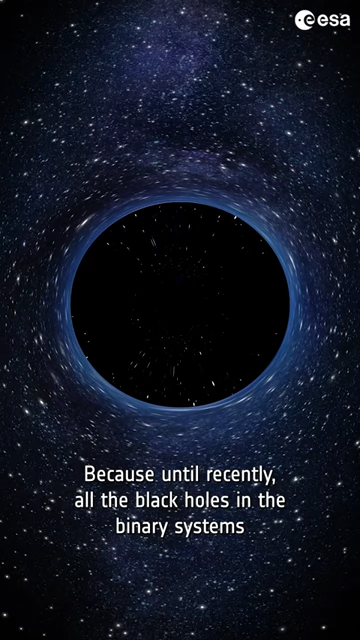 esa
Because until recently,
all the black holes in the
binary systems